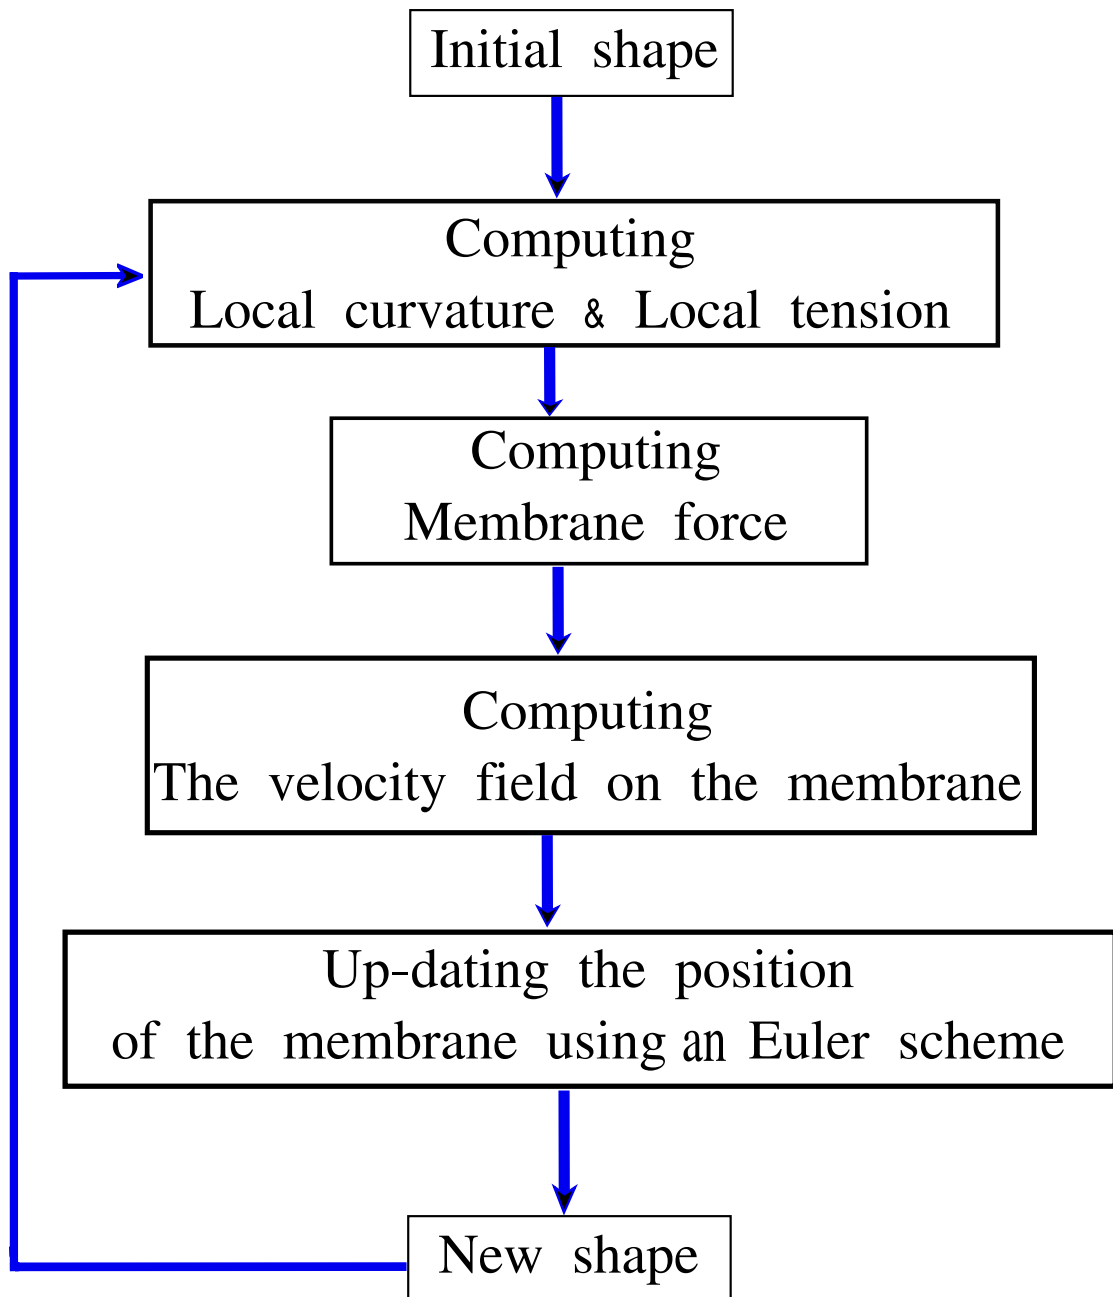 Initial shape
Computing
Local curvature & Local tension
Computing
Membrane force
Computing
The velocity field on the membrane
Up-dating the position
of the membrane using an Euler scheme
New shape